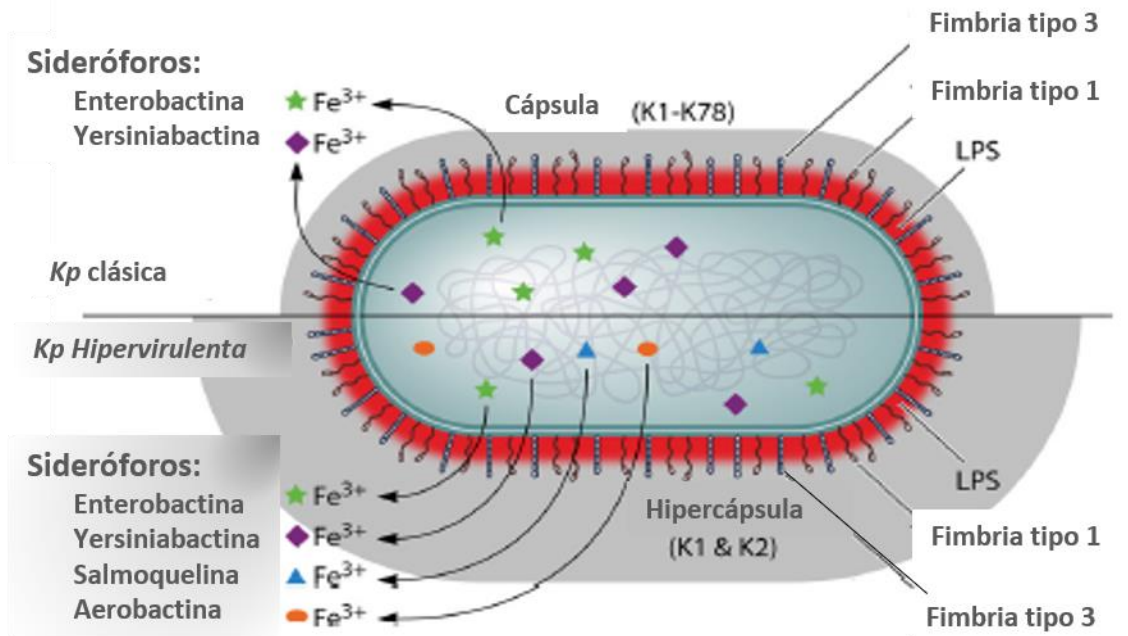 Fimbria tipo 3
Sideróforos:
Enterobactina
Fe3+
Yersiniabactina
Fe3+
Cápsula
(K1-K78)
Fimbria tipo 1
LPS
Kp clásica
Kp Hipervirulenta
Sideróforos:
Enterobactina
Fe3+
Yersiniabactina
Fe3+
Salmoquelina
Fe3+
Aerobactina
Fe3+
Hipercápsula
(K1 & K2)
LPS
Fimbria tipo 1
Fimbria tipo 3